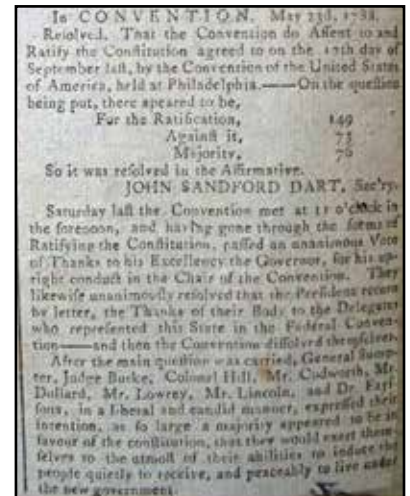 In CONVENTION, May 23d, 1788.
Reſolved, That the Convention do Aſſent to and
Ratify the Conſtitution agreed to on the 17th day of
September laſt, by the Convention of the United States
of America, held at Philadelphia.——On the queſtion
being put, there apeared to be,
For the Ratification, 149
Againſt it, 73
Majority, 76
So it was reſolved in the Affirmative.
JOHN SANDFORD DART, Sec'ry.
Saturday laſt the Convention met at 11 o'clock in
the forenoon, and having gone through the forms of
Ratifying the Conſtitution, paſſed an unanimous Vote
of Thanks to his Excellency the Governor, for his up-
right conduct in the Chair of the Convention. They
likewiſe unanimouſly reſolved that the Preſident return
by letter, the Thanks of their Body to the Delegates
who repreſented this State in the Federal Conven-
tion——and then the Convention diſſolved themſelves.
After the main queſtion was carried, General Sump-
ter, Judge Burke, Colonel Hill, Mr. Cudworth, Mr.
Dollard, Mr. Lowrey, Mr. Lincoln, and Dr. Fayſ-
ſons, in a liberal and candid manner, expreſſed their
intention, as ſo large a majority appeared to be in
favour of the conſtitution, that they would exert them-
ſelves to the utmoſt of their abilities to induce the
people quietly to receive, and peaceably to live under
the new government.